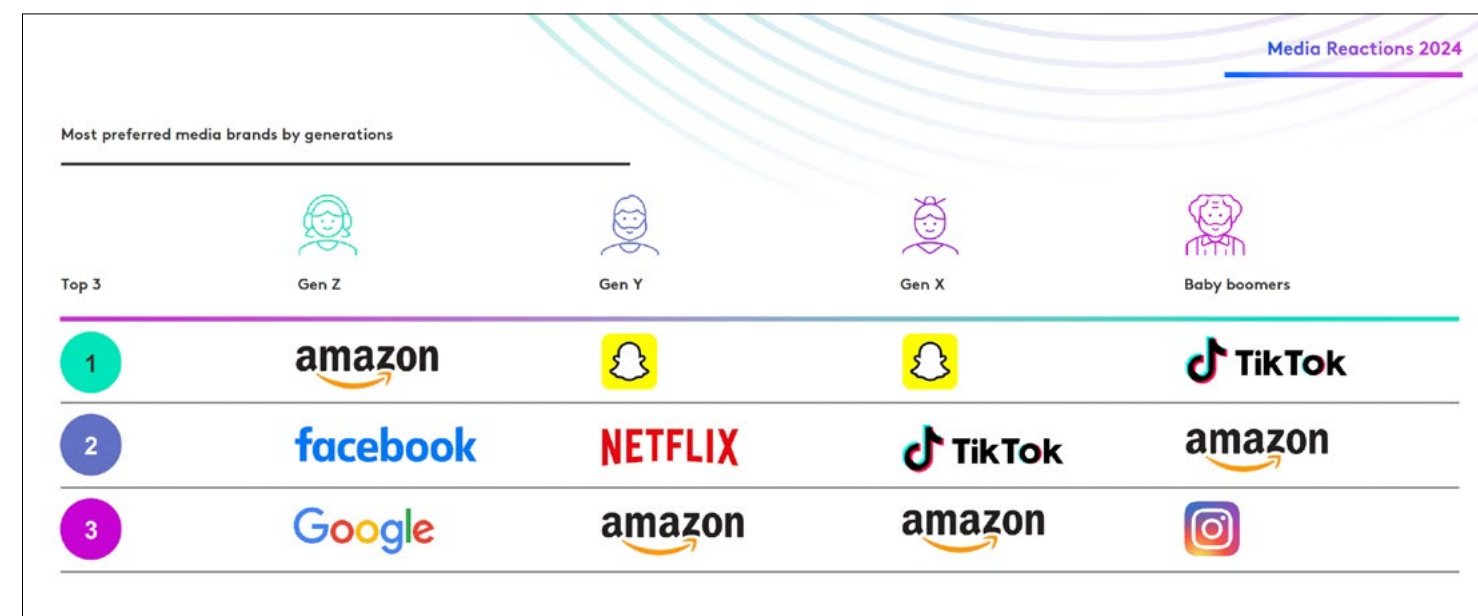 Media Reactions 2024
Most preferred media brands by generations
Top 3
Gen Z
Gen Y
Gen X
Baby boomers
1
amazon
TikTok
2
facebook
NETFLIX
TikTok
amazon
3
Google
amazon
amazon